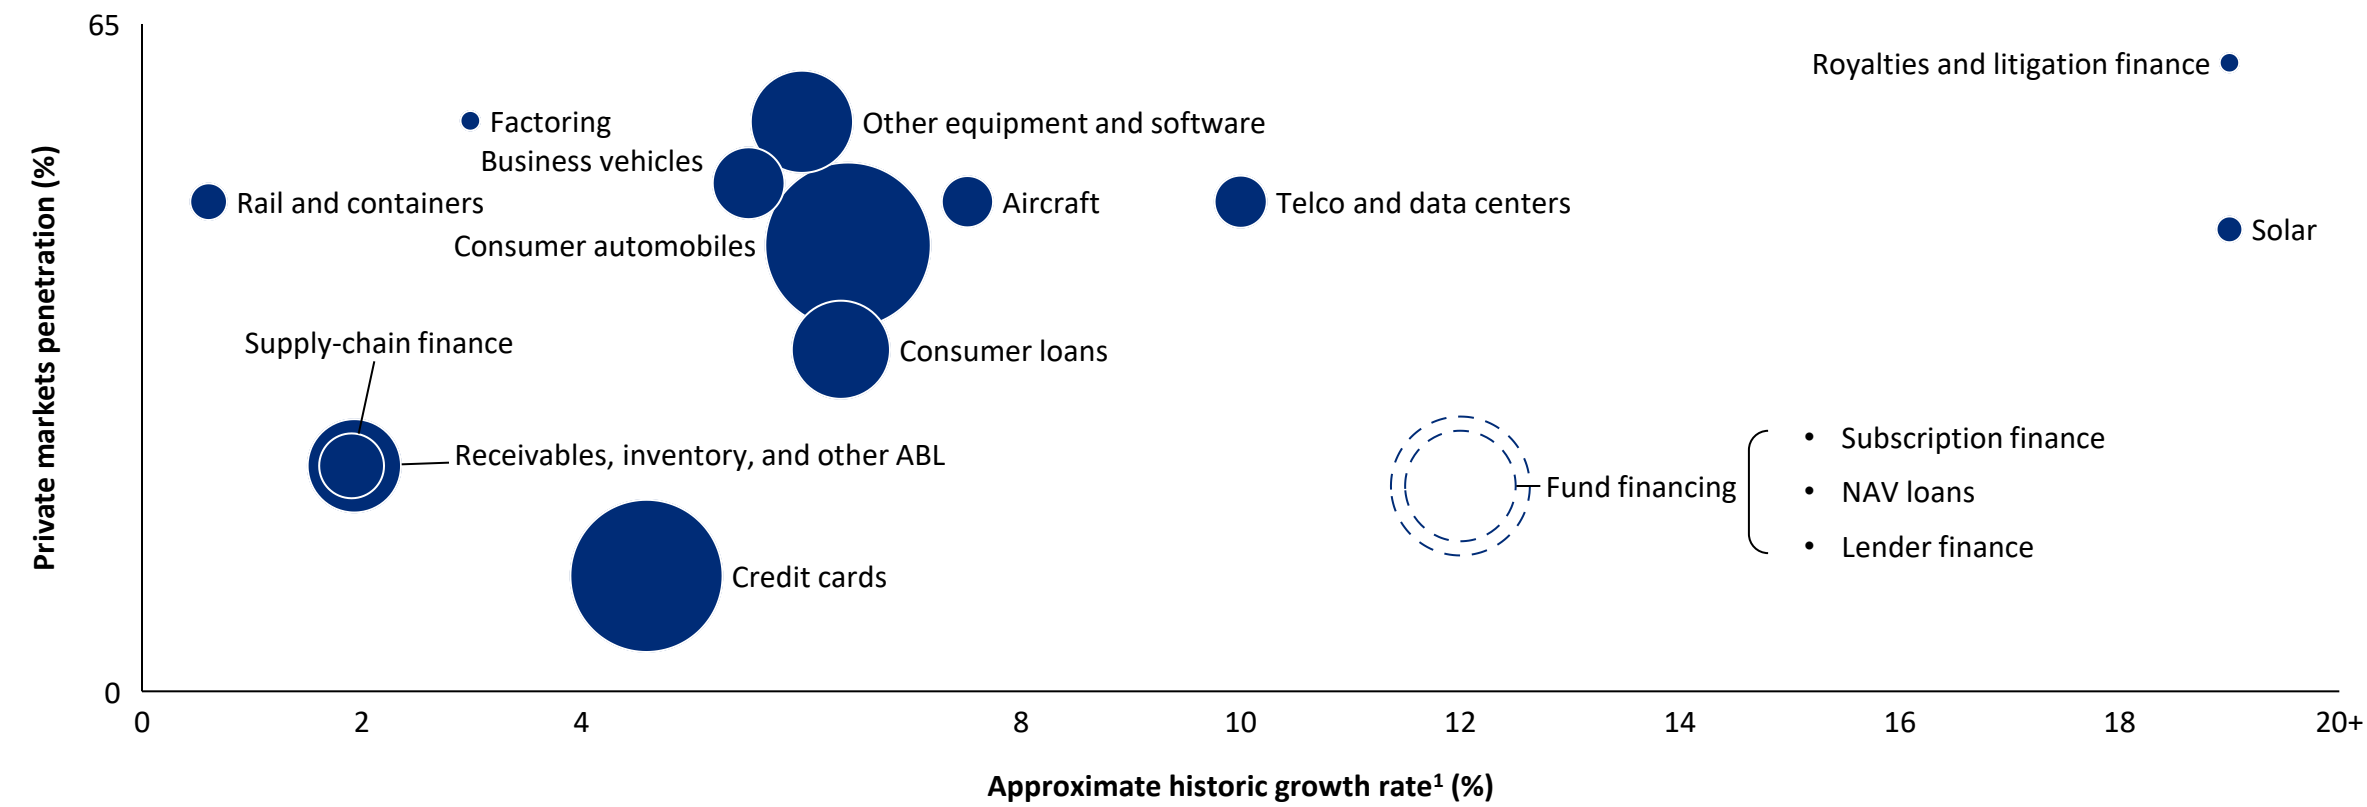 65
Royalties and litigation finance
Factoring
Other equipment and software
Business vehicles
Rail and containers
Aircraft
Telco and data centers
Solar
Consumer automobiles
Supply-chain finance
Consumer loans
Receivables, inventory, and other ABL
Fund financing
• Subscription finance
• NAV loans
• Lender finance
Credit cards
Private markets penetration (%)
0
0 2 4 8 10 12 14 16 18 20+
Approximate historic growth rate¹ (%)